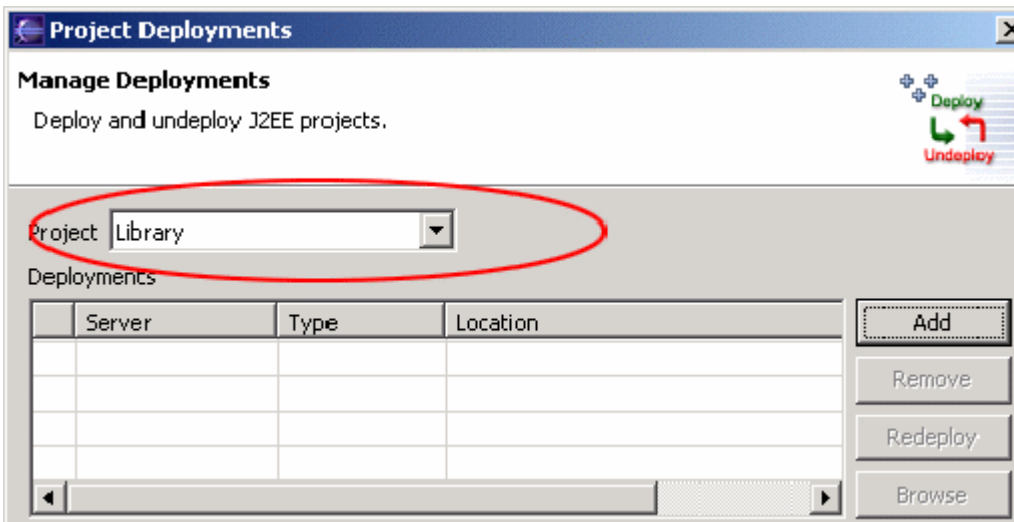 Project Deployments
Manage Deployments
Deploy and undeploy J2EE projects.
Deploy
Undeploy
Project Library
Deployments
Server Type Location
Add
Remove
Redeploy
Browse